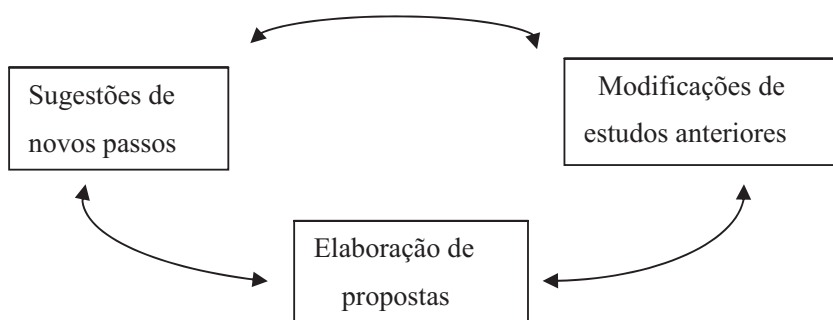 Sugestões de
novos passos
Modificações de
estudos anteriores
Elaboração de
propostas